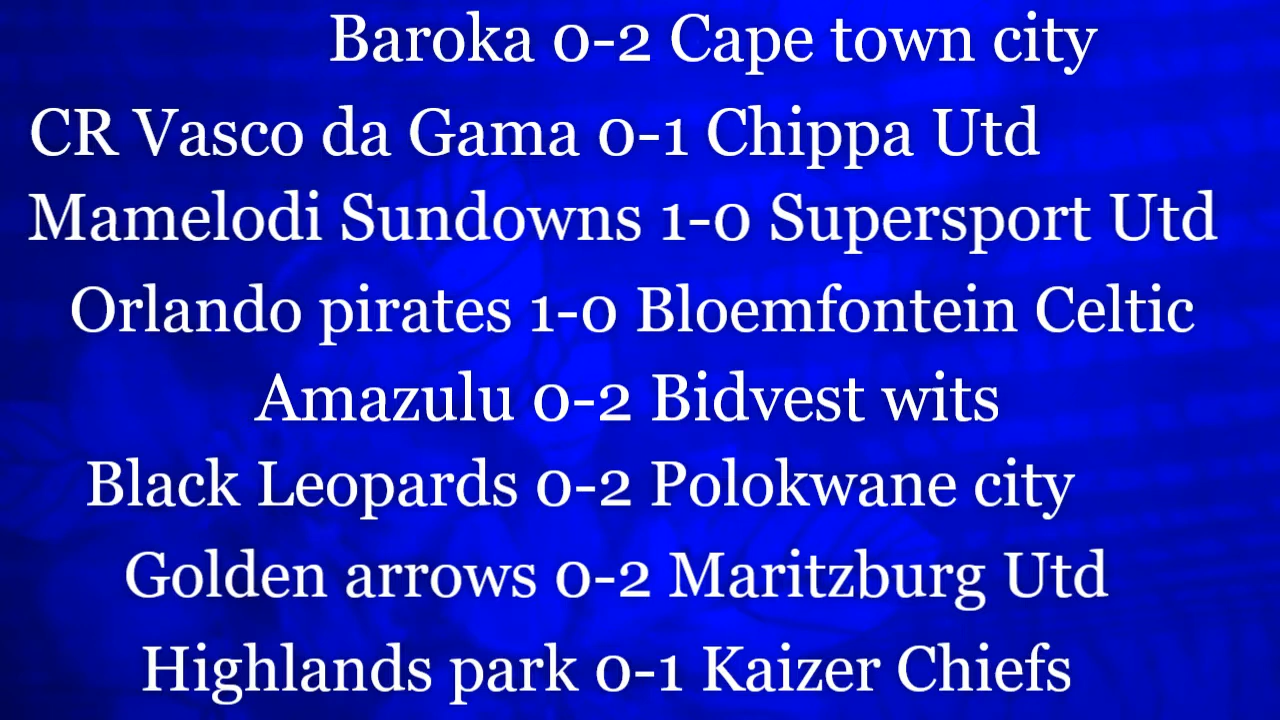 Baroka 0-2 Cape town city
CR Vasco da Gama 0-1 Chippa Utd
Mamelodi Sundowns 1-0 Supersport Utd
Orlando pirates 1-0 Bloemfontein Celtic
Amazulu 0-2 Bidvest wits
Black Leopards 0-2 Polokwane city
Golden arrows 0-2 Maritzburg Utd
Highlands park 0-1 Kaizer Chiefs